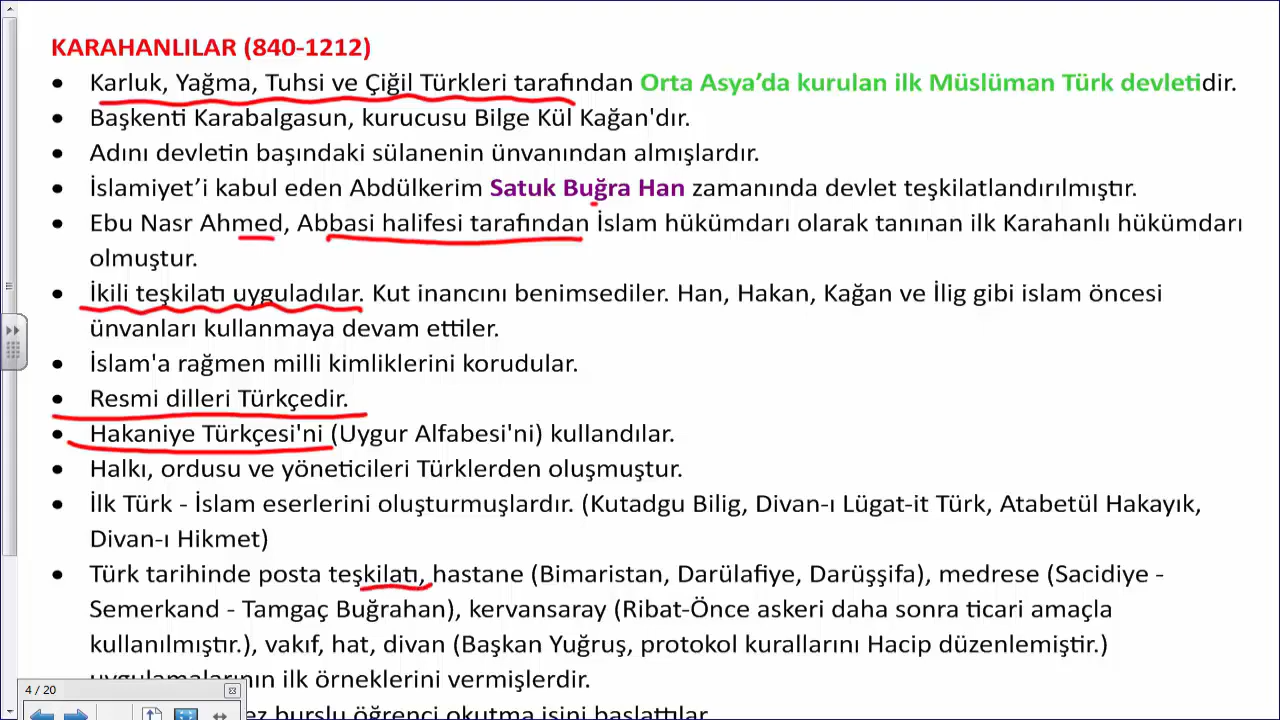 KARAHANLILAR (840-1212)
• Karluk, Yağma, Tuhsi ve Çiğil Türkleri tarafından Orta Asya’da kurulan ilk Müslüman Türk devletidir.
• Başkenti Karabalgasun, kurucusu Bilge Kül Kağan'dır.
• Adını devletin başındaki sülanenin ünvanından almışlardır.
• İslamiyet’i kabul eden Abdülkerim Satuk Buğra Han zamanında devlet teşkilatlandırılmıştır.
• Ebu Nasr Ahmed, Abbasi halifesi tarafından İslam hükümdarı olarak tanınan ilk Karahanlı hükümdarı
olmuştur.
• İkili teşkilatı uyguladılar. Kut inancını benimsediler. Han, Hakan, Kağan ve İlig gibi islam öncesi
ünvanları kullanmaya devam ettiler.
• İslam'a rağmen milli kimliklerini korudular.
• Resmi dilleri Türkçedir.
• Hakaniye Türkçesi'ni (Uygur Alfabesi'ni) kullandılar.
• Halkı, ordusu ve yöneticileri Türklerden oluşmuştur.
• İlk Türk - İslam eserlerini oluşturmuşlardır. (Kutadgu Bilig, Divan-ı Lügat-it Türk, Atabetül Hakayık,
Divan-ı Hikmet)
• Türk tarihinde posta teşkilatı, hastane (Bimaristan, Darülafiye, Darüşşifa), medrese (Sacidiye -
Semerkand - Tamgaç Buğrahan), kervansaray (Ribat-Önce askeri daha sonra ticari amaçla
kullanılmıştır.), vakıf, hat, divan (Başkan Yuğruş, protokol kurallarını Hacip düzenlemiştir.)
uygulamalarının ilk örneklerini vermişlerdir.
4 / 20
burslu öğrenci okutma işini başlattılar.